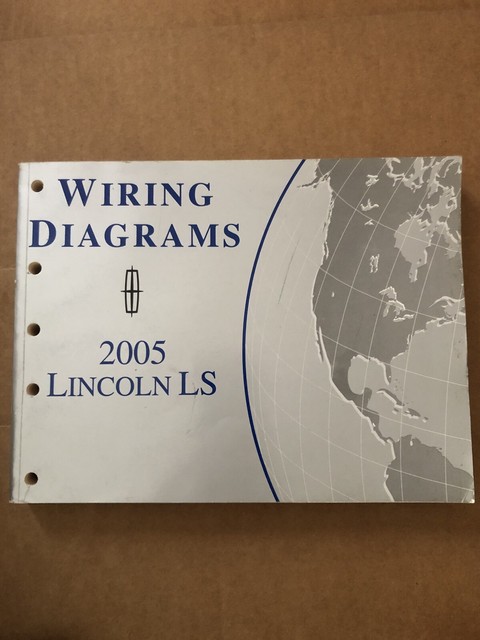 WIRING
DIAGRAMS
2005
LINCOLN LS